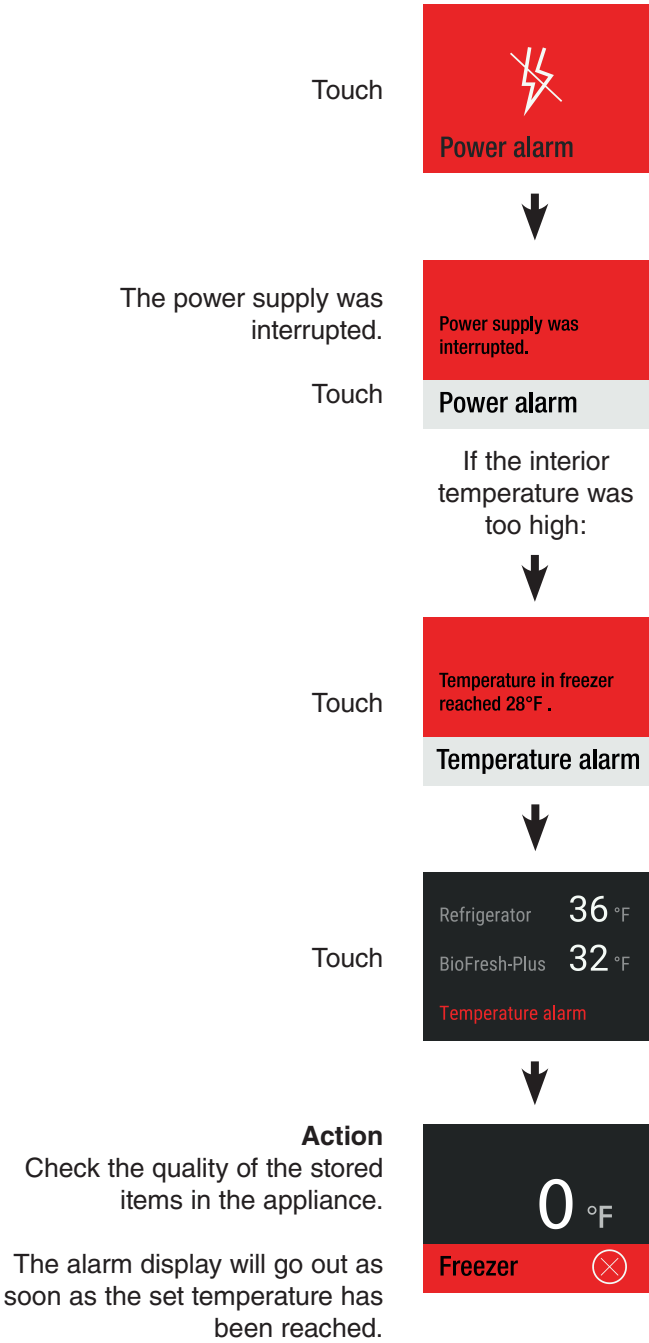 Touch
Power alarm
The power supply was
interrupted.
Power supply was
interrupted.
Touch
Power alarm
If the interior
temperature was
too high:
Touch
Temperature in freezer
reached 28°F .
Temperature alarm
Touch
Refrigerator 36 °F
BioFresh-Plus 32 °F
Temperature alarm
Action
Check the quality of the stored
items in the appliance.
The alarm display will go out as
soon as the set temperature has
been reached.
0 °F
Freezer